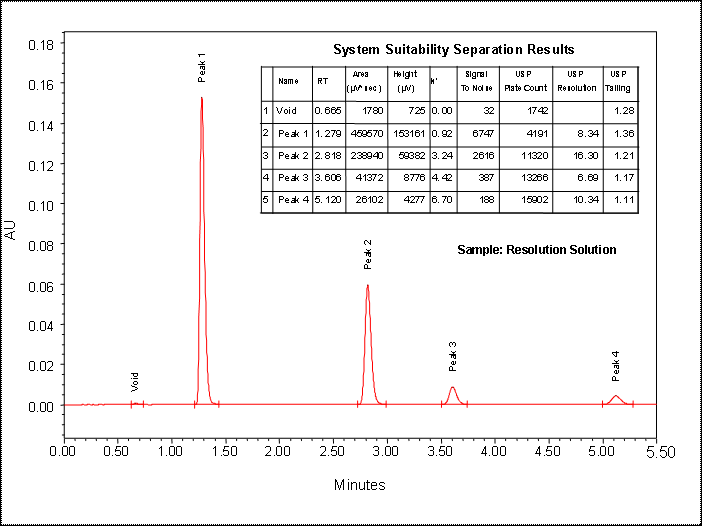 System Suitability Separation Results
Name RT Area (µV*sec) Height (µV) k' Signal To Noise USP Plate Count USP Resolution USP Tailing
1 Void 0.665 1780 725 0.00 32 1742 1.28
2 Peak 1 1.279 459570 153161 0.92 6747 4191 8.34 1.36
3 Peak 2 2.818 238940 59382 3.24 2616 11320 16.30 1.21
4 Peak 3 3.606 41372 8776 4.42 387 13266 6.69 1.17
5 Peak 4 5.120 26102 4277 6.70 188 15902 10.34 1.11
Sample: Resolution Solution
AU
0.18
0.16
0.14
0.12
0.10
0.08
0.06
0.04
0.02
0.00
Void
Peak 1
Peak 2
Peak 3
Peak 4
0.00 0.50 1.00 1.50 2.00 2.50 3.00 3.50 4.00 4.50 5.00 5.50
Minutes